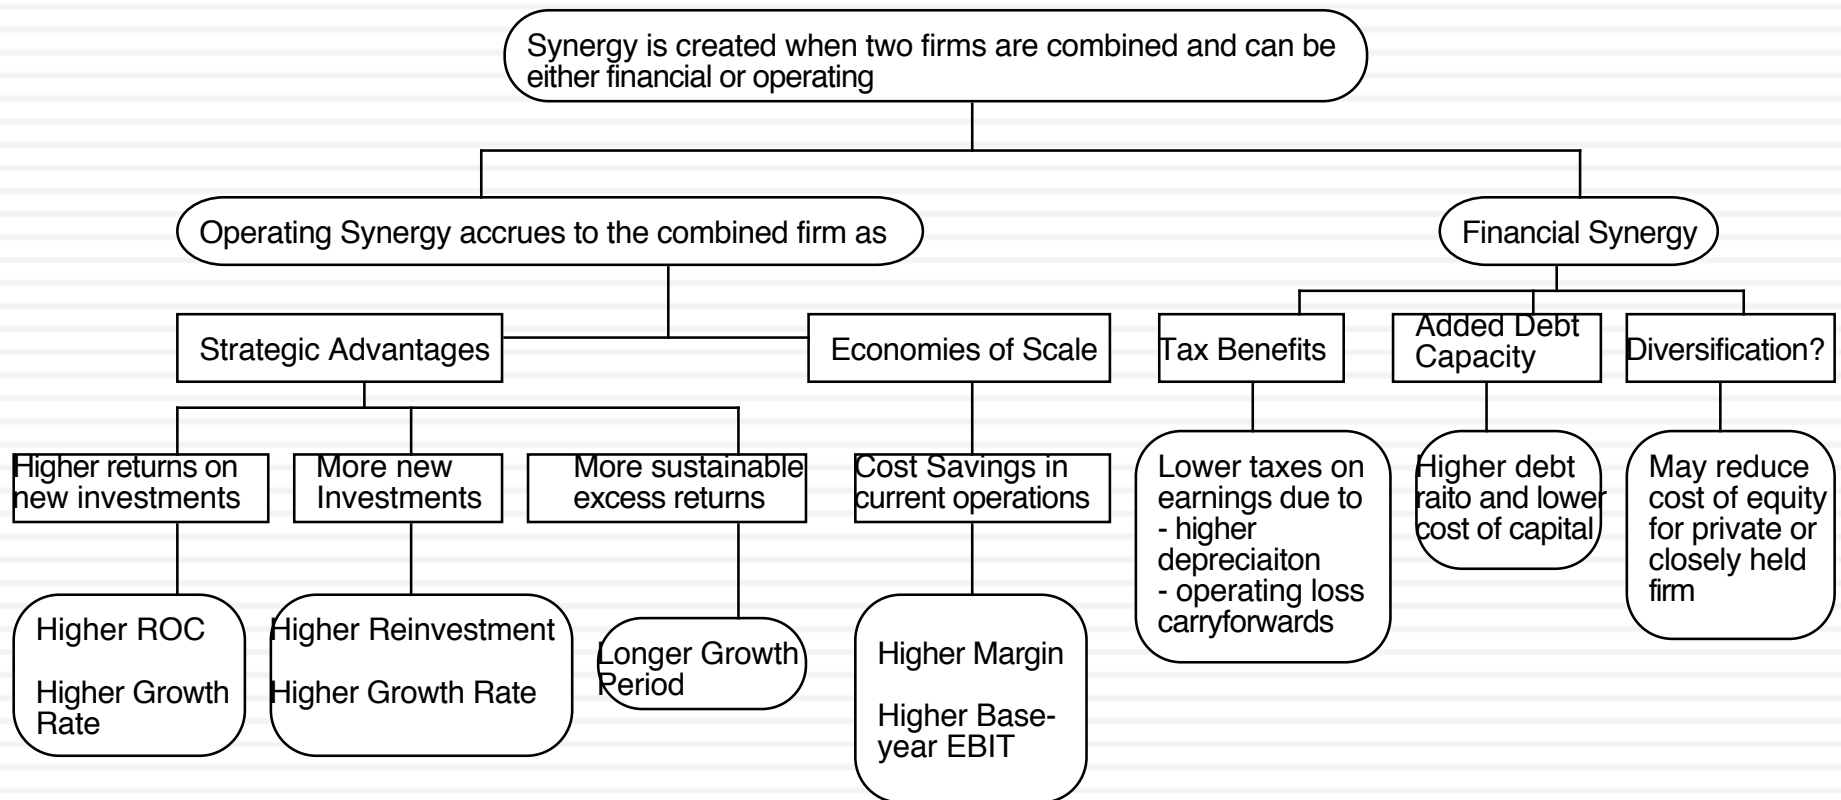 Synergy is created when two firms are combined and can be
either financial or operating
Operating Synergy accrues to the combined firm as
Financial Synergy
Strategic Advantages
Economies of Scale
Tax Benefits
Added Debt
Capacity
Diversification?
Higher returns on
new investments
More new
Investments
More sustainable
excess returns
Cost Savings in
current operations
Lower taxes on
earnings due to
- higher
depreciaiton
- operating loss
carryforwards
Higher debt
raito and lower
cost of capital
May reduce
cost of equity
for private or
closely held
firm
Higher ROC
Higher Growth
Rate
Higher Reinvestment
Higher Growth Rate
Longer Growth
Period
Higher Margin
Higher Base-
year EBIT